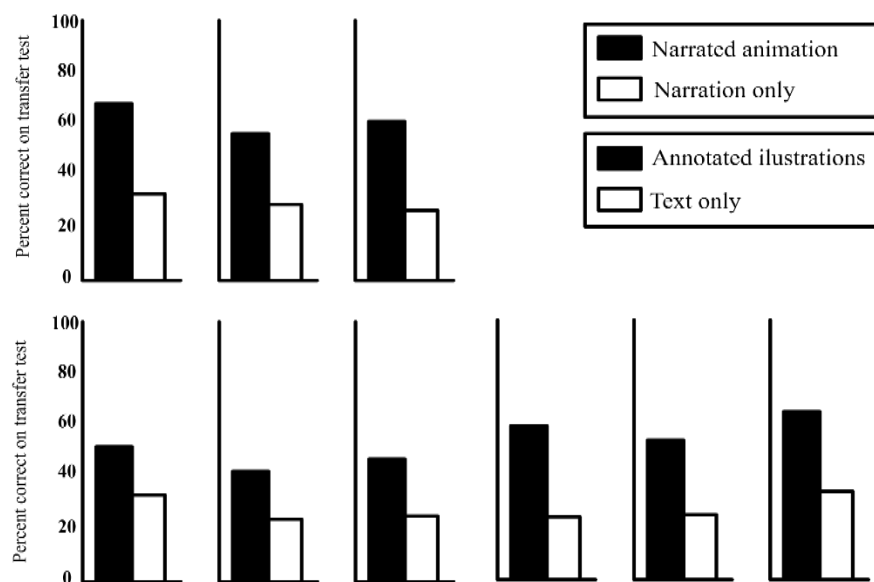 Percent correct on transfer test
100
80
60
40
20
0
Narrated animation
Narration only
Annotated ilustrations
Text only
Percent correct on transfer test
100
80
60
40
20
0